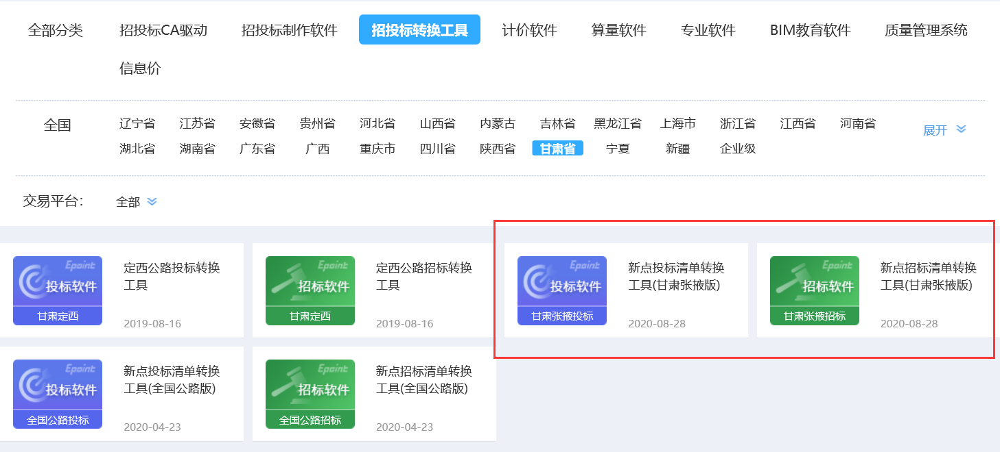 全部分类 招投标CA驱动 招投标制作软件 招投标转换工具 计价软件 算量软件 专业软件 BIM教育软件 质量管理系统
信息价
全国 辽宁省 江苏省 安徽省 贵州省 河北省 山西省 内蒙古 吉林省 黑龙江省 上海市 浙江省 江西省 河南省
展开
湖北省 湖南省 广东省 广西 重庆市 四川省 陕西省 甘肃省 宁夏 新疆 企业级
交易平台： 全部
Epoint
投标软件
甘肃定西
定西公路投标转换
工具
2019-08-16
Epoint
招标软件
甘肃定西
定西公路招标转换
工具
2019-08-16
Epoint
投标软件
甘肃张掖投标
新点投标清单转换
工具(甘肃张掖版)
2020-08-28
Epoint
招标软件
甘肃张掖招标
新点招标清单转换
工具(甘肃张掖版)
2020-08-28
Epoint
投标软件
全国公路投标
新点投标清单转换
工具(全国公路版)
2020-04-23
Epoint
招标软件
全国公路招标
新点招标清单转换
工具(全国公路版)
2020-04-23